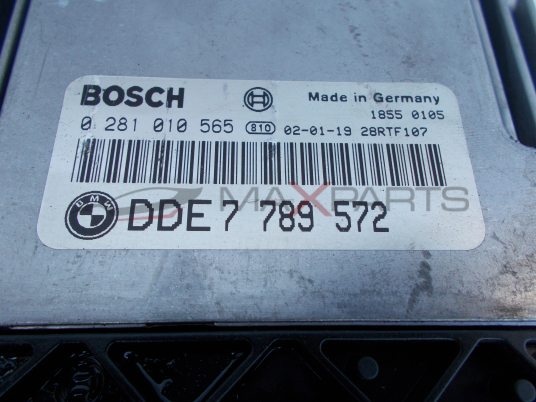 BOSCH
Made in Germany
1855 0105
0 281 010 565 810 02-01-19 28RTF107
MAXPARTS
BMW DDE 7 789 572